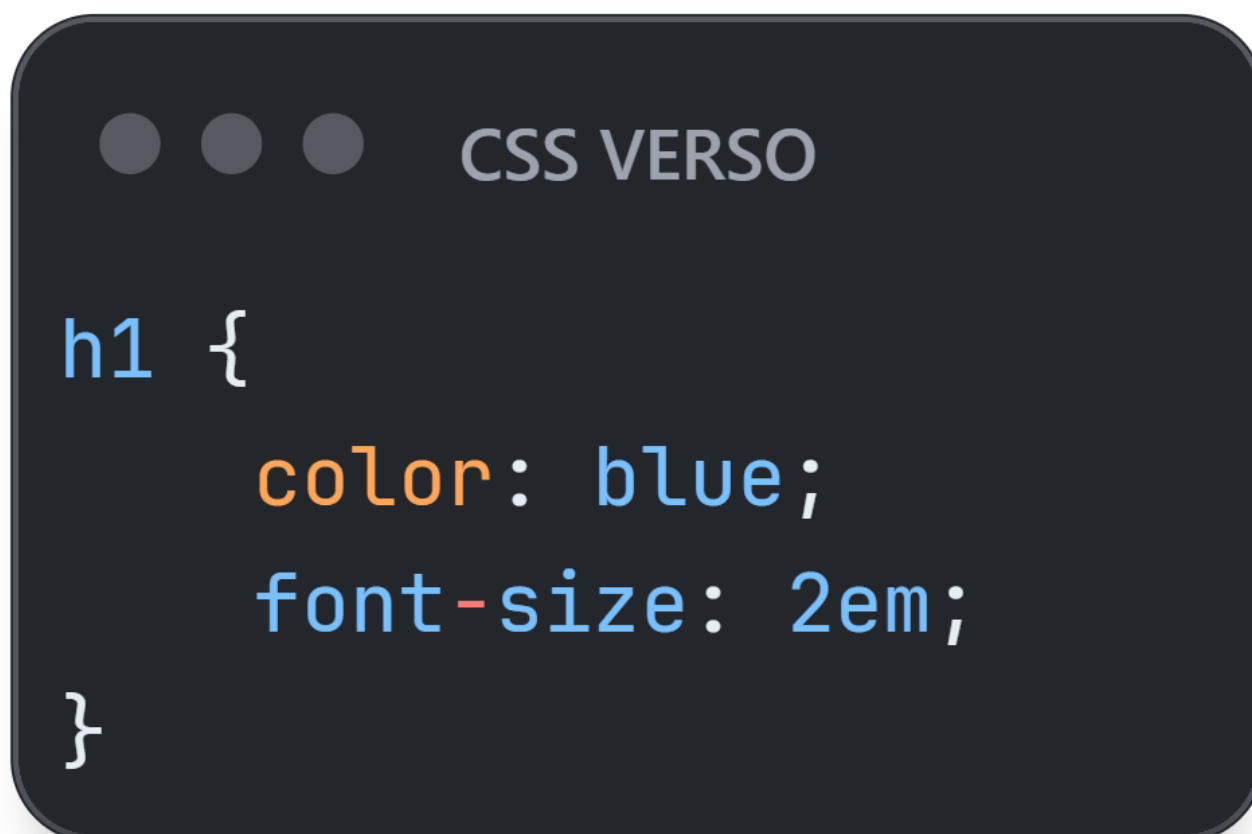 CSS VERSO
h1 {
    color: blue;
    font-size: 2em;
}